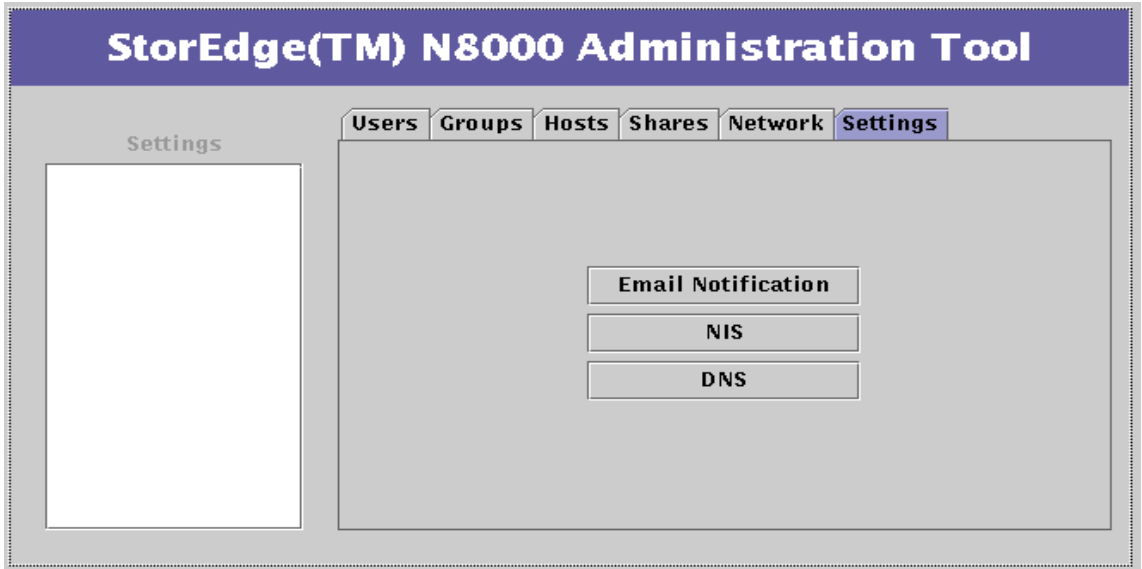 StorEdge(TM) N8000 Administration Tool
Settings
Users Groups Hosts Shares Network Settings
Email Notification
NIS
DNS